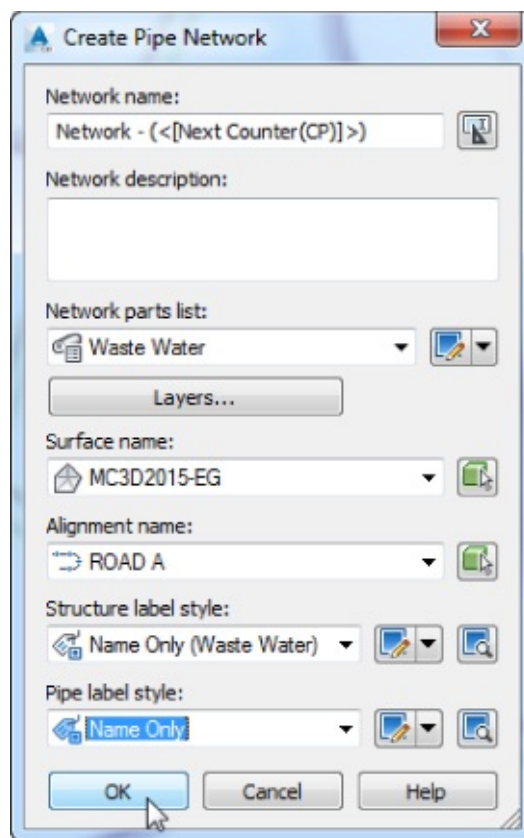 Create Pipe Network
Network name:
Network - (<[Next Counter(CP)]>)
Network description:
Network parts list:
Waste Water
Layers...
Surface name:
MC3D2015-EG
Alignment name:
ROAD A
Structure label style:
Name Only (Waste Water)
Pipe label style:
Name Only
OK Cancel Help